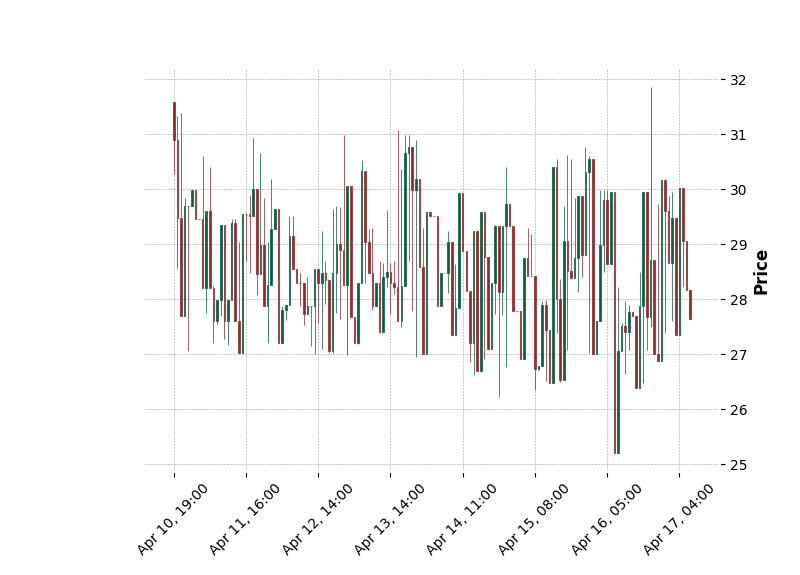 32
31
30
29
28
27
26
25
Price
Apr 10, 19:00
Apr 11, 16:00
Apr 12, 14:00
Apr 13, 14:00
Apr 14, 11:00
Apr 15, 08:00
Apr 16, 05:00
Apr 17, 04:00